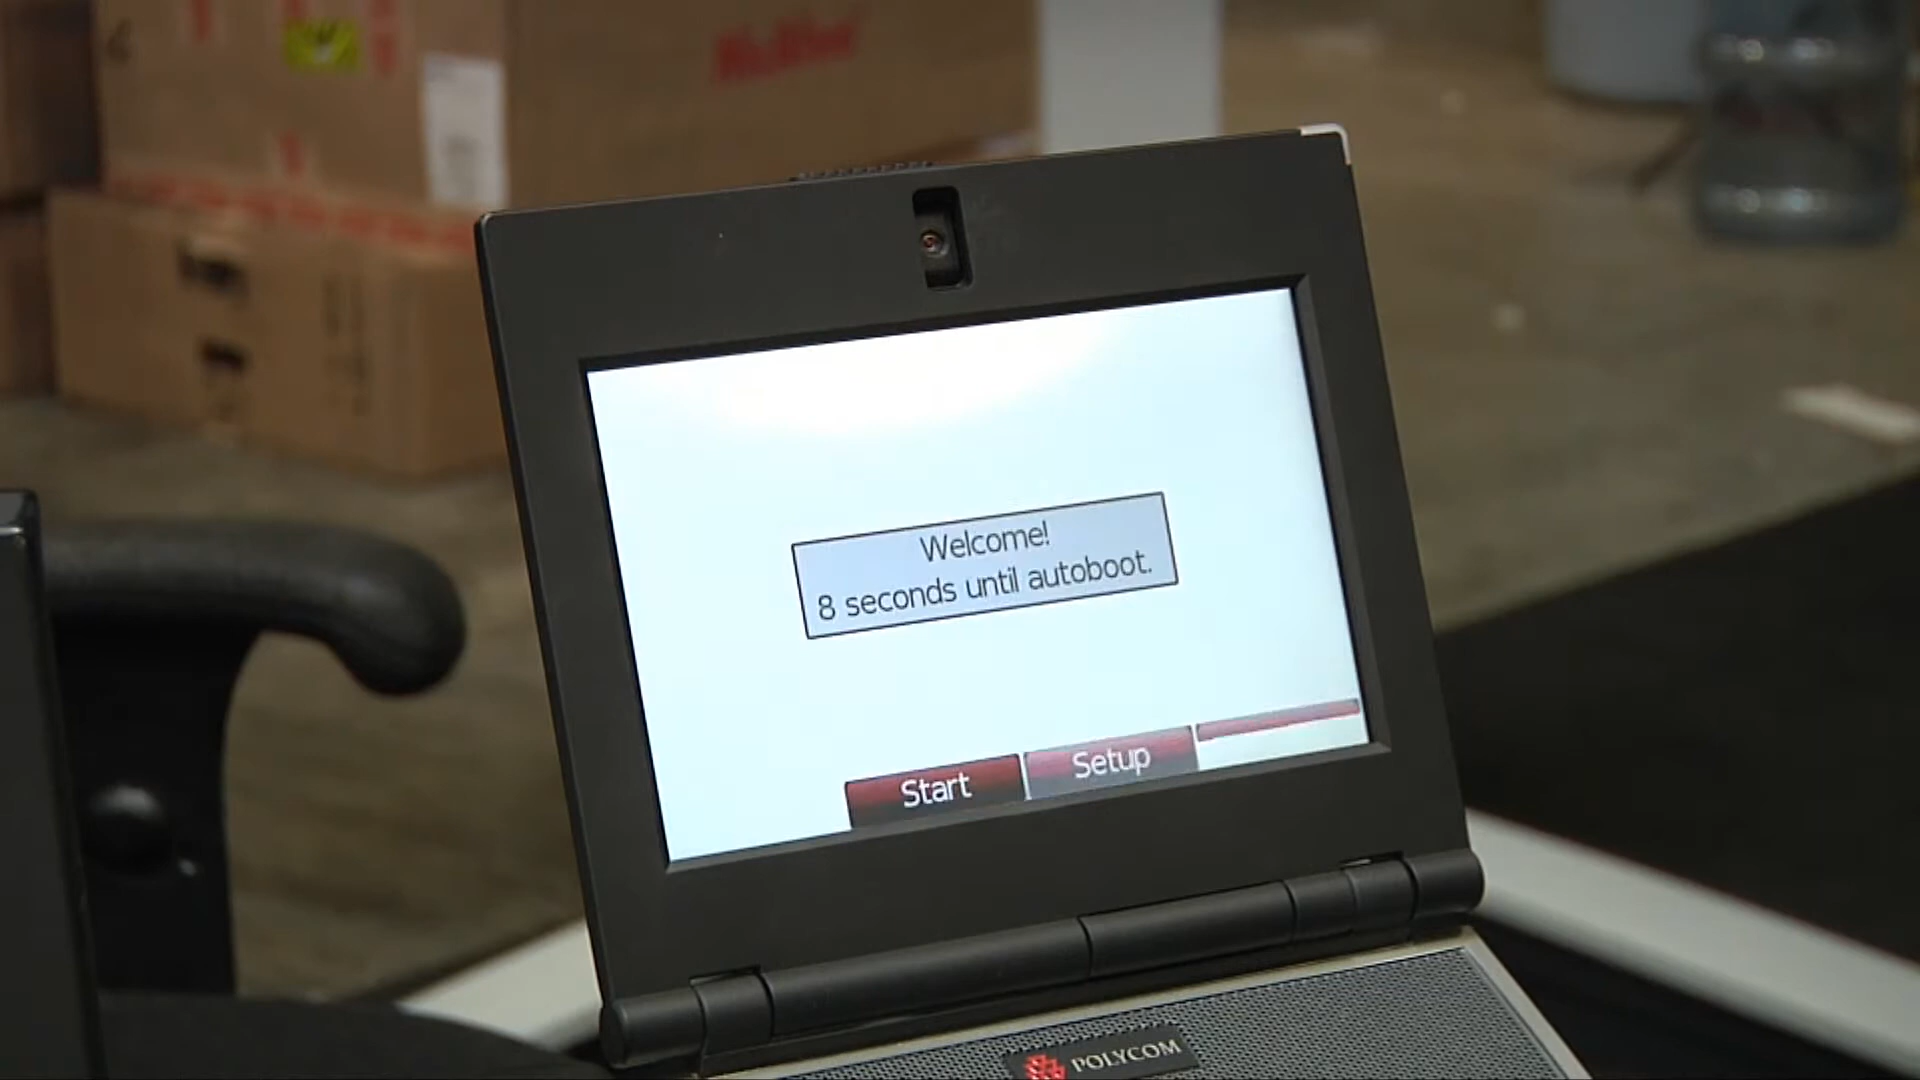 Welcome!
8 seconds until autoboot.
Start
Setup
POLYCOM